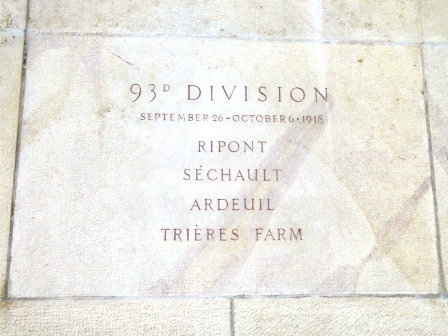 93D DIVISION
SEPTEMBER 26-OCTOBER 6·1918
RIPONT
SÉCHAULT
ARDEUIL
TRIÈRES FARM